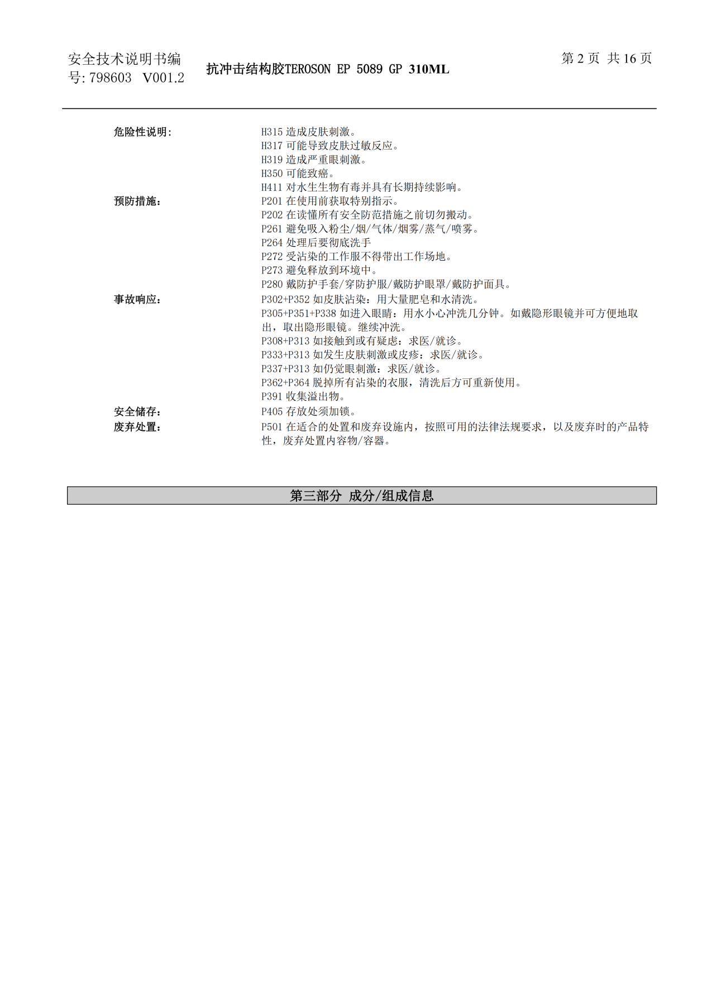 安全技术说明书编
号: 798603 V001.2
抗冲击结构胶TEROSON EP 5089 GP 310ML
第 2 页 共 16 页
危险性说明:
H315 造成皮肤刺激。
H317 可能导致皮肤过敏反应。
H319 造成严重眼刺激。
H350 可能致癌。
H411 对水生生物有毒并具有长期持续影响。
预防措施:
P201 在使用前获取特别指示。
P202 在读懂所有安全防范措施之前切勿搬动。
P261 避免吸入粉尘/烟/气体/烟雾/蒸气/喷雾。
P264 处理后要彻底洗手
P272 受沾染的工作服不得带出工作场地。
P273 避免释放到环境中。
P280 戴防护手套/穿防护服/戴防护眼罩/戴防护面具。
事故响应:
P302+P352 如皮肤沾染: 用大量肥皂和水清洗。
P305+P351+P338 如进入眼睛: 用水小心冲洗几分钟。如戴隐形眼镜并可方便地取
出，取出隐形眼镜。继续冲洗。
P308+P313 如接触到或有疑虑: 求医/就诊。
P333+P313 如发生皮肤刺激或皮疹: 求医/就诊。
P337+P313 如仍觉眼刺激: 求医/就诊。
P362+P364 脱掉所有沾染的衣服，清洗后方可重新使用。
P391 收集溢出物。
安全储存:
P405 存放处须加锁。
废弃处置:
P501 在适合的处置和废弃设施内，按照可用的法律法规要求，以及废弃时的产品特
性，废弃处置内容物/容器。
第三部分 成分/组成信息